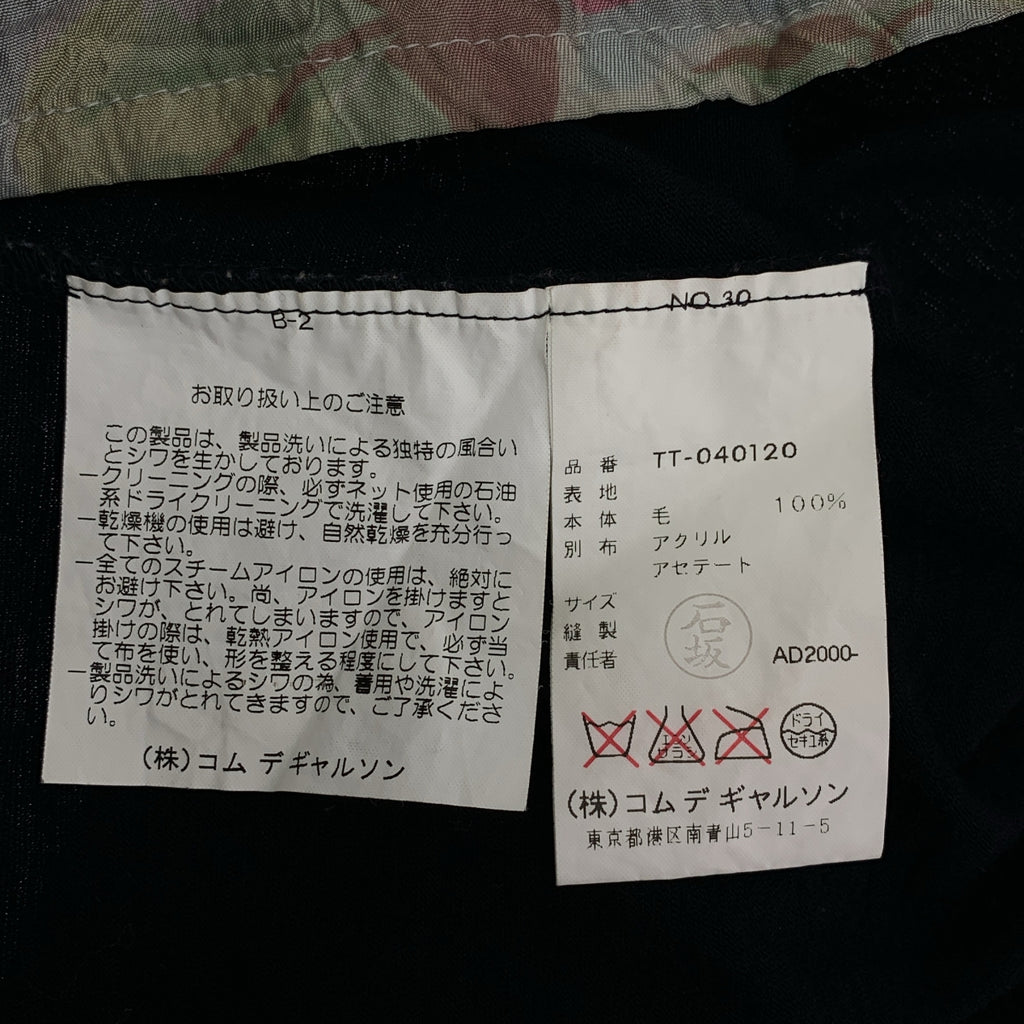 B-2
お取り扱い上のご注意
この製品は、製品洗いによる独特の風合い
とシワを生かしております。
ークリーニングの際、必ずネット使用の石油
系ドライクリーニングで洗濯して下さい。
ー乾燥機の使用は避け、自然乾燥を充分行っ
て下さい。
ー全てのスチームアイロンの使用は、絶対に
お避け下さい。尚、アイロンを掛けますと
シワが、とれてしまいますので、アイロン
掛けの際は、乾熱アイロン使用で、必ず当
て布を使い、形を整える程度にして下さい。
ー製品洗いによるシワの為、着用や洗濯によ
りシワがとれてきますので、ご了承くださ
い。
(株)コム デ ギャルソン
NO.30
品番 TT-040120
表地
本体 毛 100%
別布 アクリル
アセテート
サイズ
縫製
責任者 石坂 AD2000-
エンソ
ブラシ
ドライ
セキユ系
(株)コム デ ギャルソン
東京都港区南青山5-11-5